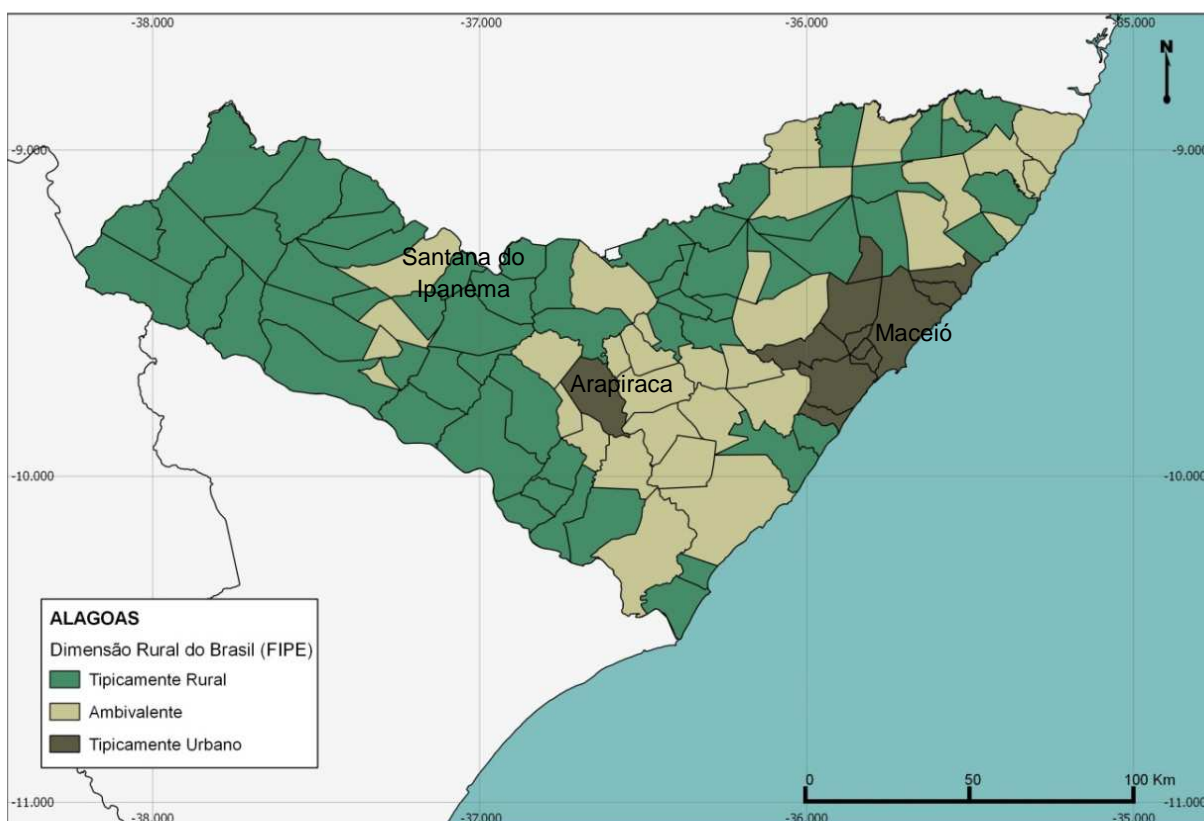 -38.000
-37.000
-36.000
-35.000
N
-9.000
-9.000
Santana do
Ipanema
Maceió
Arapiraca
-10.000
-10.000
ALAGOAS
Dimensão Rural do Brasil (FIPE)
Tipicamente Rural
Ambivalente
Tipicamente Urbano
0 50 100 Km
-11.000
-11.000
-38.000
-37.000
-36.000
-35.000